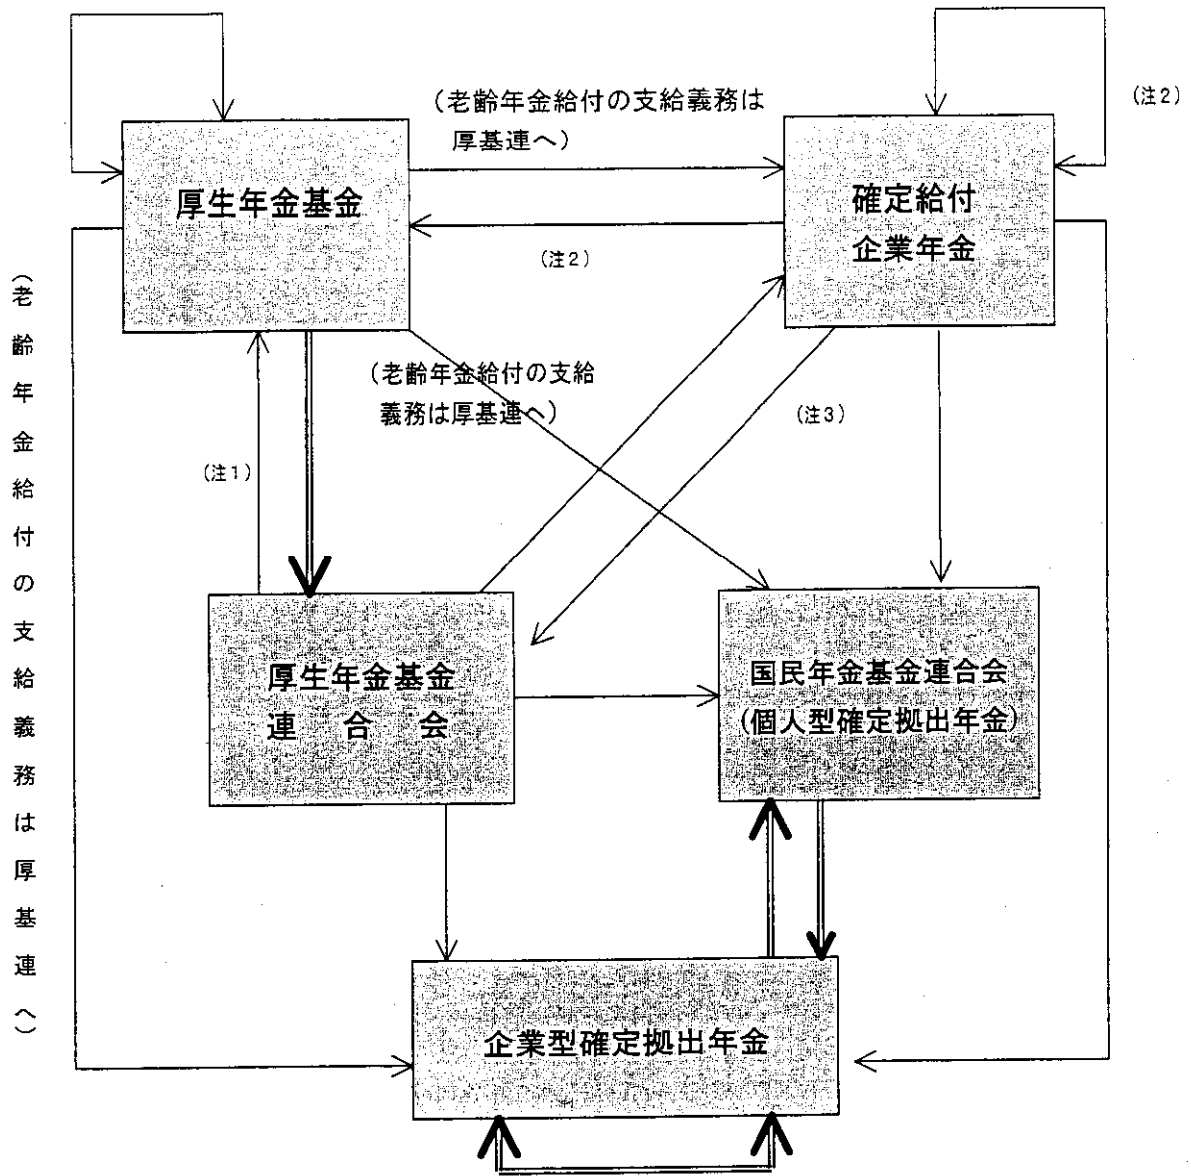 （老齢年金給付の支給義務は
厚基連へ）
（注２）
厚生年金基金
確定給付
企業年金
（注２）
（老齢年金給付の支給義務は厚基連へ）
（老齢年金給付の支給
義務は厚基連へ）
（注３）
（注１）
厚生年金基金
連　合　会
国民年金基金連合会
(個人型確定拠出年金)
企業型確定拠出年金